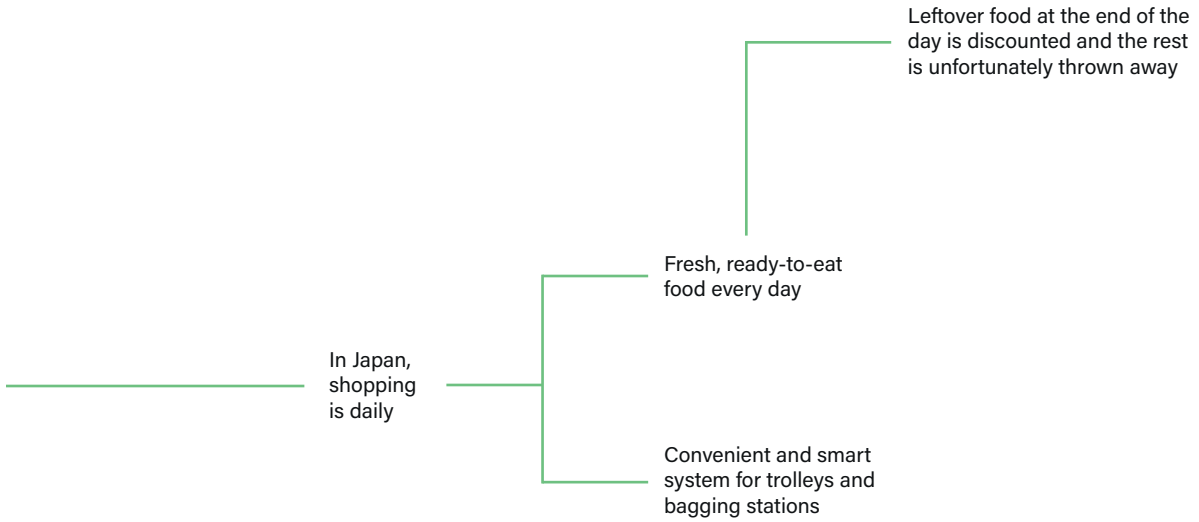 Leftover food at the end of the
day is discounted and the rest
is unfortunately thrown away
Fresh, ready-to-eat
food every day
In Japan,
shopping
is daily
Convenient and smart
system for trolleys and
bagging stations